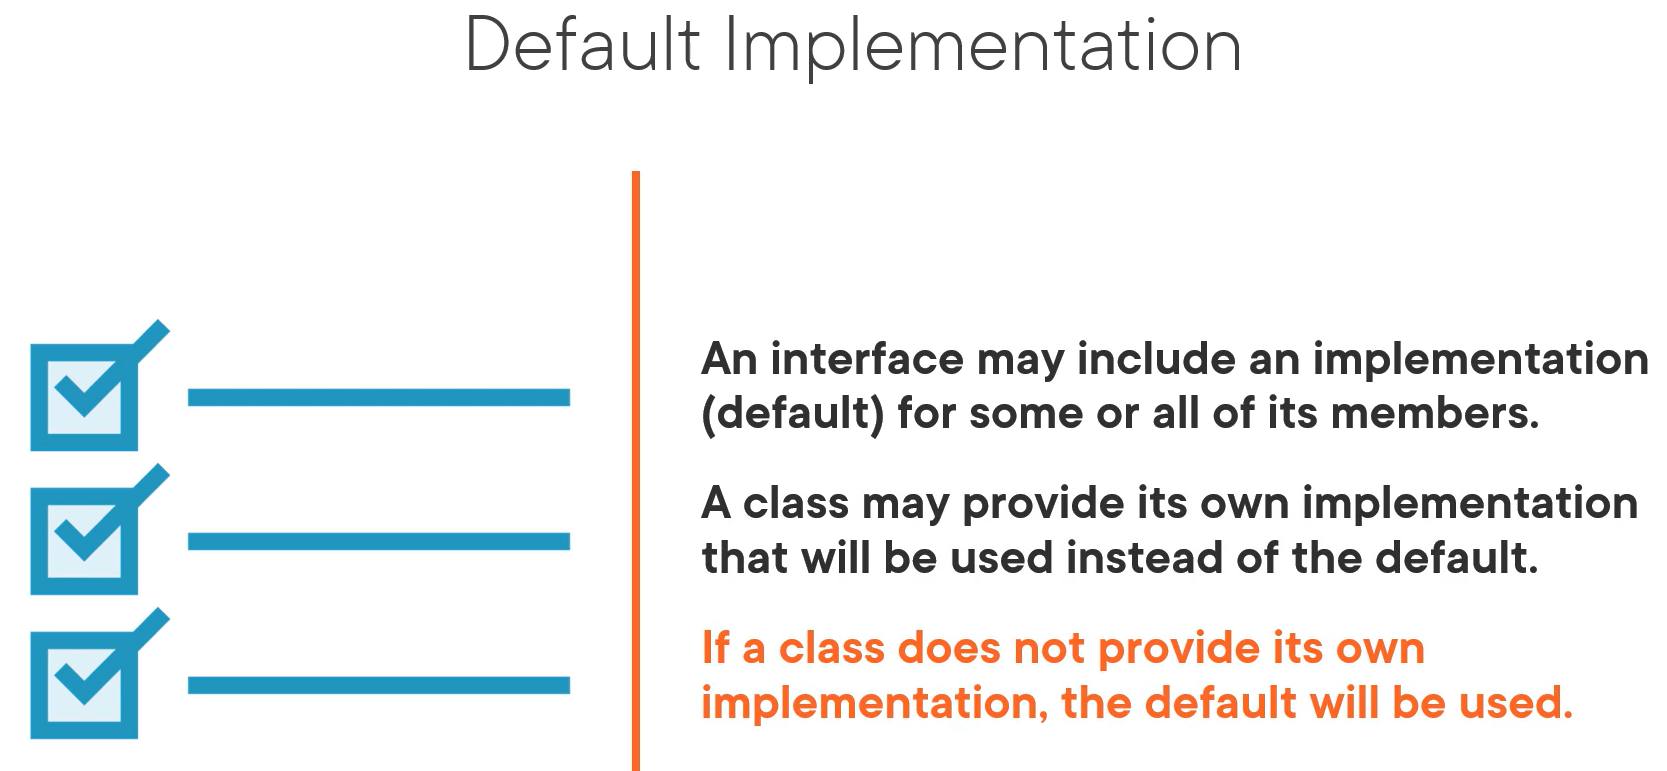 Default Implementation
An interface may include an implementation
(default) for some or all of its members.
A class may provide its own implementation
that will be used instead of the default.
If a class does not provide its own
implementation, the default will be used.